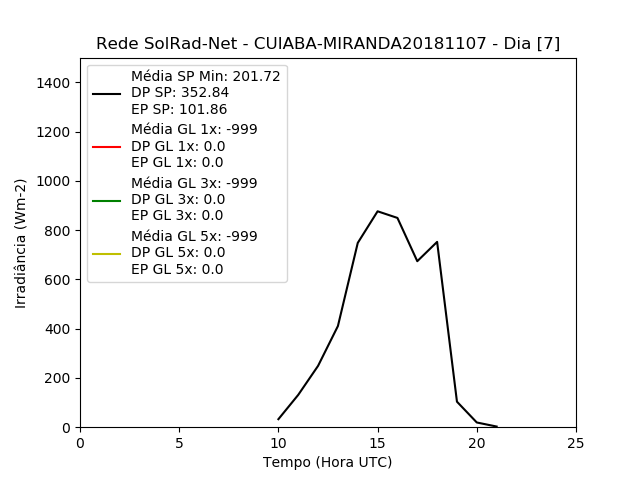 Rede SolRad-Net - CUIABA-MIRANDA20181107 - Dia [7]
Média SP Min: 201.72
DP SP: 352.84
EP SP: 101.86
Média GL 1x: -999
DP GL 1x: 0.0
EP GL 1x: 0.0
Média GL 3x: -999
DP GL 3x: 0.0
EP GL 3x: 0.0
Média GL 5x: -999
DP GL 5x: 0.0
EP GL 5x: 0.0
Irradiância (Wm-2)
1400
1200
1000
800
600
400
200
0
0 5 10 15 20 25
Tempo (Hora UTC)